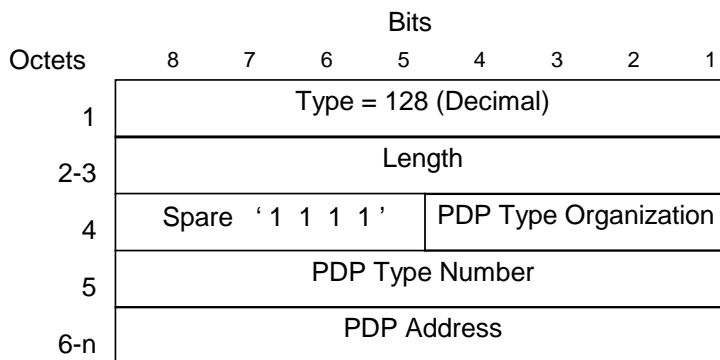 Bits
Octets 8 7 6 5 4 3 2 1
1 Type = 128 (Decimal)
2-3 Length
4 Spare ‘ 1 1 1 1 ’ PDP Type Organization
5 PDP Type Number
6-n PDP Address